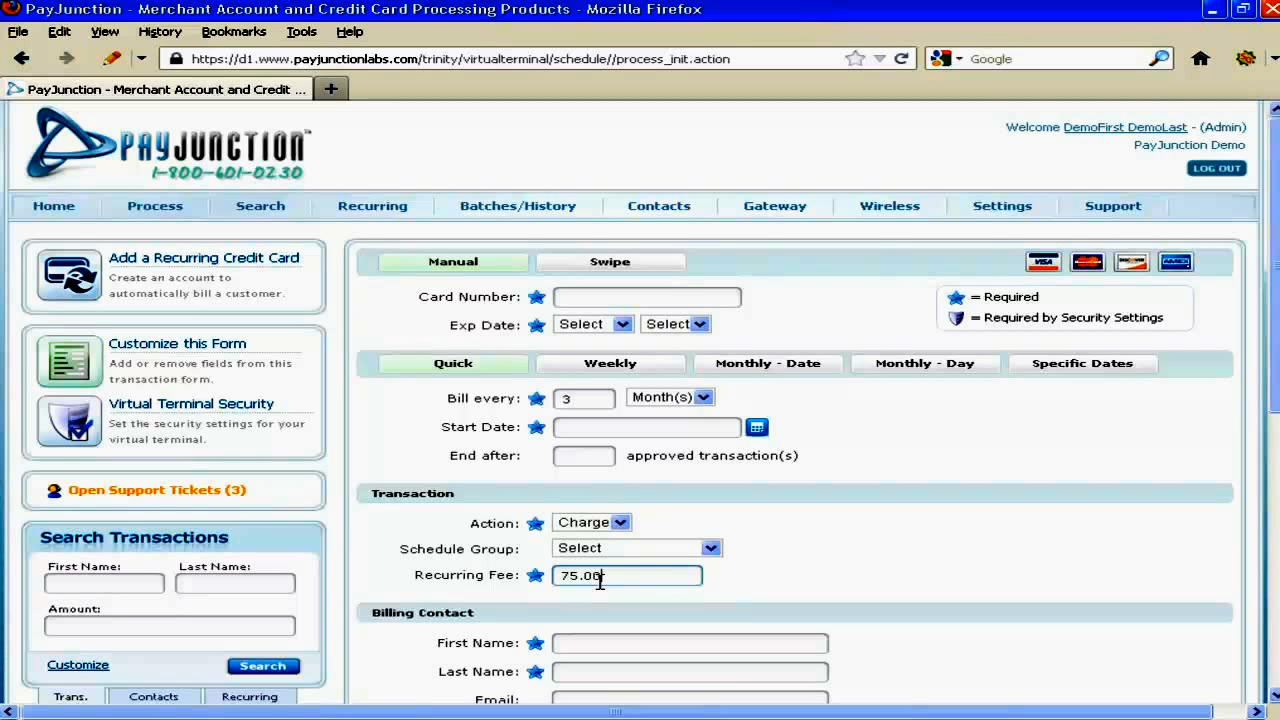 PayJunction - Merchant Account and Credit Card Processing Products - Mozilla Firefox
File Edit View History Bookmarks Tools Help
https://d1.www.payjunctionlabs.com/trinity/virtualterminal/schedule//process_init.action
Google
PayJunction - Merchant Account and Credit ...
PAYJUNCTION™
1-800-601-0230
Welcome DemoFirst DemoLast - (Admin)
PayJunction Demo
LOG OUT
Home Process Search Recurring Batches/History Contacts Gateway Wireless Settings Support
Add a Recurring Credit Card
Create an account to
automatically bill a customer.
Customize this Form
Add or remove fields from this
transaction form.
Virtual Terminal Security
Set the security settings for your
virtual terminal.
Open Support Tickets (3)
Search Transactions
First Name: Last Name:
Amount:
Customize Search
Trans. Contacts Recurring
Manual Swipe
VISA
Card Number:
= Required
Exp Date: Select Select
= Required by Security Settings
Quick Weekly Monthly - Date Monthly - Day Specific Dates
Bill every: 3 Month(s)
Start Date:
End after: approved transaction(s)
Transaction
Action: Charge
Schedule Group: Select
Recurring Fee: 75.00
Billing Contact
First Name:
Last Name:
Email: